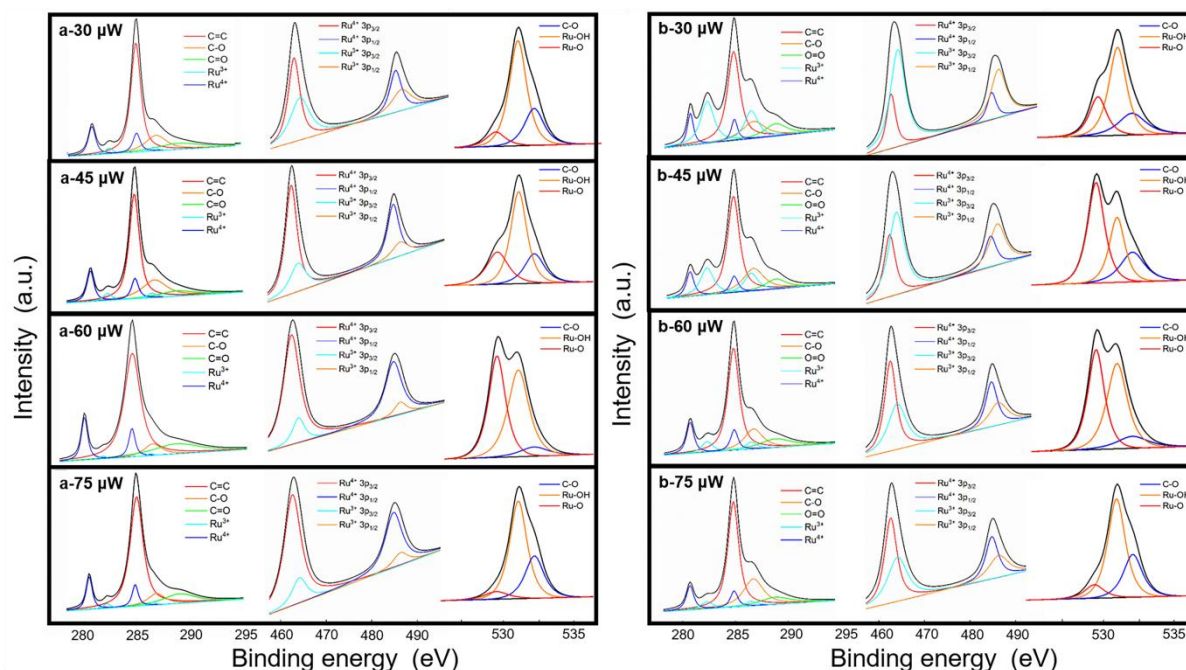 a-30 µW
C=C
C-O
C=O
Ru³⁺
Ru⁴⁺
Ru⁴⁺ 3p₃/₂
Ru⁴⁺ 3p₁/₂
Ru³⁺ 3p₃/₂
Ru³⁺ 3p₁/₂
C-O
Ru-OH
Ru-O
a-45 µW
C=C
C-O
C=O
Ru³⁺
Ru⁴⁺
Ru⁴⁺ 3p₃/₂
Ru⁴⁺ 3p₁/₂
Ru³⁺ 3p₃/₂
Ru³⁺ 3p₁/₂
C-O
Ru-OH
Ru-O
a-60 µW
C=C
C-O
C=O
Ru³⁺
Ru⁴⁺
Ru⁴⁺ 3p₃/₂
Ru⁴⁺ 3p₁/₂
Ru³⁺ 3p₃/₂
Ru³⁺ 3p₁/₂
C-O
Ru-OH
Ru-O
a-75 µW
C=C
C-O
C=O
Ru³⁺
Ru⁴⁺
Ru⁴⁺ 3p₃/₂
Ru⁴⁺ 3p₁/₂
Ru³⁺ 3p₃/₂
Ru³⁺ 3p₁/₂
C-O
Ru-OH
Ru-O
Intensity (a.u.)
280 285 290 295 460 470 480 490 530 535
Binding energy (eV)
b-30 µW
C=C
C-O
O=O
Ru³⁺
Ru⁴⁺
Ru⁴⁺ 3p₃/₂
Ru⁴⁺ 3p₁/₂
Ru³⁺ 3p₃/₂
Ru³⁺ 3p₁/₂
C-O
Ru-OH
Ru-O
b-45 µW
C=C
C-O
O=O
Ru³⁺
Ru⁴⁺
Ru⁴⁺ 3p₃/₂
Ru⁴⁺ 3p₁/₂
Ru³⁺ 3p₃/₂
Ru³⁺ 3p₁/₂
C-O
Ru-OH
Ru-O
b-60 µW
C=C
C-O
O=O
Ru³⁺
Ru⁴⁺
Ru⁴⁺ 3p₃/₂
Ru⁴⁺ 3p₁/₂
Ru³⁺ 3p₃/₂
Ru³⁺ 3p₁/₂
C-O
Ru-OH
Ru-O
b-75 µW
C=C
C-O
O=O
Ru³⁺
Ru⁴⁺
Ru⁴⁺ 3p₃/₂
Ru⁴⁺ 3p₁/₂
Ru³⁺ 3p₃/₂
Ru³⁺ 3p₁/₂
C-O
Ru-OH
Ru-O
Intensity (a.u.)
280 285 290 295 460 470 480 490 530 535
Binding energy (eV)